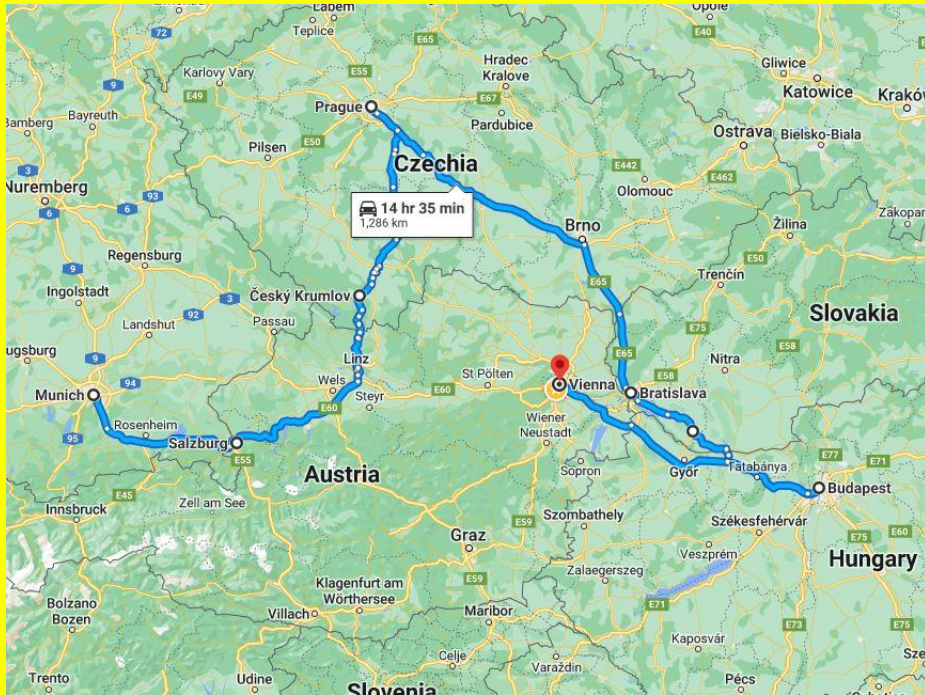 Labem
Teplice
Opole
72
E65
E40
9
Karlovy Vary
E55
Hradec
Kralove
Gliwice
Katowice
E49
Prague
E67
Kraków
Bamberg
Bayreuth
E50
Pardubice
Ostrava
Bielsko-Biala
3
9
Pilsen
Czechia
E442
Nuremberg
6
E462
6
Olomouc
14 hr 35 min
1,286 km
Brno
Žilina
Zakopan
Regensburg
E50
9
Trenčín
Ingolstadt
3
Český Krumlov
E65
E75
92
Passau
Slovakia
Landshut
Augsburg
9
94
Linz
E65
E58
Nitra
E58
Munich
Wels
St Pölten
Vienna
Bratislava
E60
Steyr
E60
95
Rosenheim
Salzburg
Wiener
Neustadt
E77
E55
Sopron
Győr
Tatabánya
E71
Austria
Budapest
E45
Zell am See
Innsbruck
E59
Szombathely
Székesfehérvár
Graz
E60
Veszprém
Hungary
E59
Zalaegerszeg
Klagenfurt am
Wörthersee
E71
Bolzano
Bozen
Villach
Maribor
E73
E75
Kaposvár
Celje
Trento
Udine
Varaždin
Pécs
Slovenia